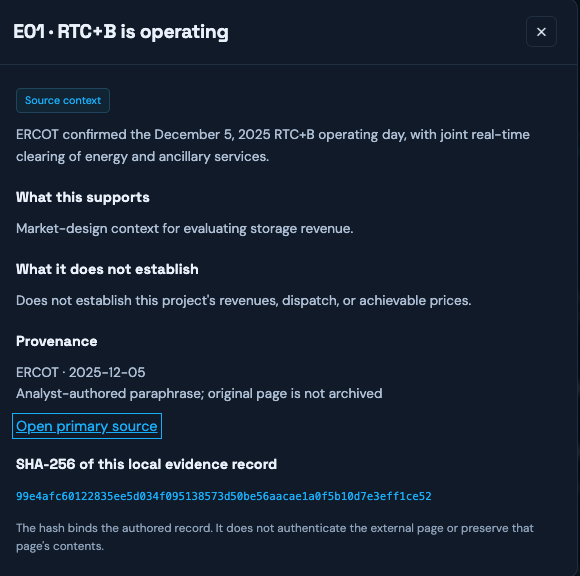 E01 · RTC+B is operating
×
Source context
ERCOT confirmed the December 5, 2025 RTC+B operating day, with joint real-time
clearing of energy and ancillary services.
What this supports
Market-design context for evaluating storage revenue.
What it does not establish
Does not establish this project's revenues, dispatch, or achievable prices.
Provenance
ERCOT · 2025-12-05
Analyst-authored paraphrase; original page is not archived
Open primary source
SHA-256 of this local evidence record
99e4afc60122835ee5d034f095138573d50be56aacae1a0f5b10d7e3eff1ce52
The hash binds the authored record. It does not authenticate the external page or preserve that
page's contents.